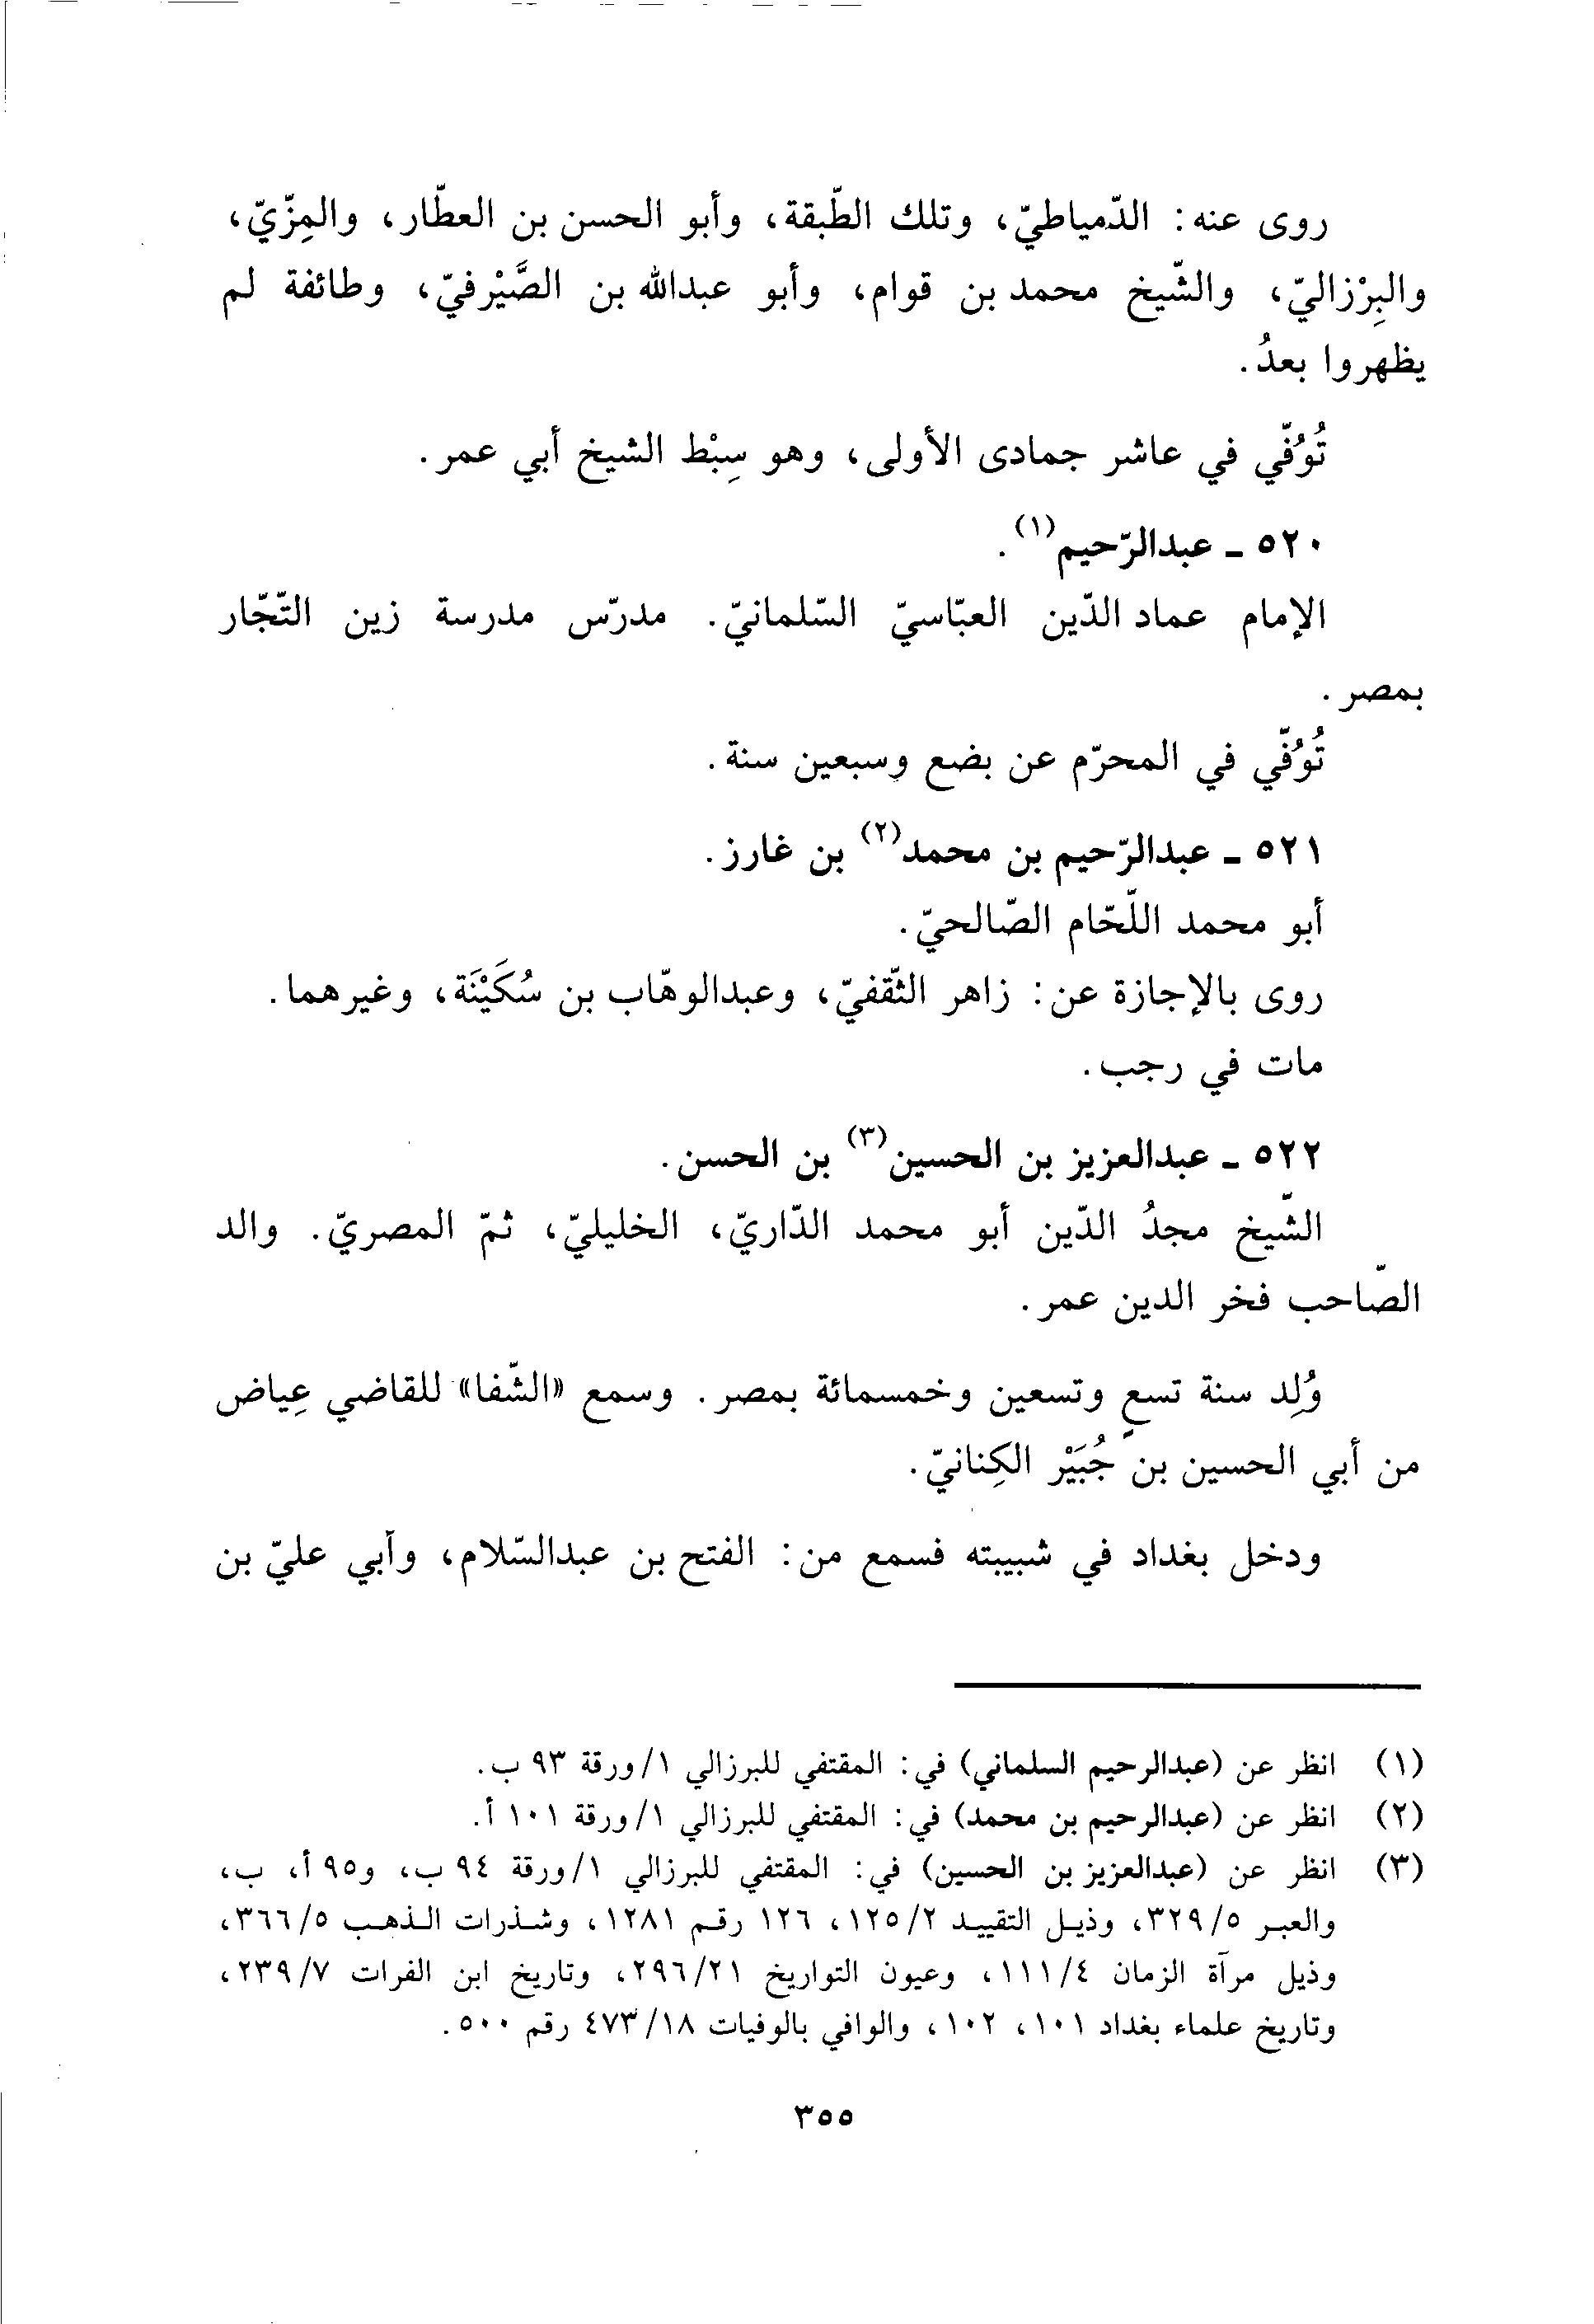 روى عنه: الدّمياطيّ، وتلك الطّبقة، وأبو الحسن بن العطّار، والمِزّيّ،
والبِرْزاليّ، والشّيخ محمد بن قوام، وأبو عبدالله بن الصَّيْرفيّ، وطائفة لم
يظهروا بعدُ.
تُوُفّي في عاشر جمادى الأولى، وهو سِبْط الشيخ أبي عمر.
٥٢٠ ـ عبدالرّحيم(١).
الإمام عماد الدّين العبّاسيّ السّلمانيّ. مدرّس مدرسة زين التّجّار
بمصر.
تُوُفّي في المحرّم عن بضع وسبعين سنة.
٥٢١ ـ عبدالرّحيم بن محمد(٢) بن غارز.
أبو محمد اللّحّام الصّالحيّ.
روى بالإجازة عن: زاهر الثّقفيّ، وعبدالوهّاب بن سُكَيْنَة، وغيرهما.
مات في رجب.
٥٢٢ ـ عبدالعزيز بن الحسين(٣) بن الحسن.
الشّيخ مجدُ الدّين أبو محمد الدّاريّ، الخليليّ، ثمّ المصريّ. والد
الصّاحب فخر الدين عمر.
وُلِد سنة تسعٍ وتسعين وخمسمائة بمصر. وسمع «الشّفا» للقاضي عِياض
من أبي الحسين بن جُبَيْر الكِنانيّ.
ودخل بغداد في شبيبته فسمع من: الفتح بن عبدالسّلام، وأبي عليّ بن
(١) انظر عن (عبدالرحيم السلماني) في: المقتفي للبرزالي ١/ورقة ٩٣ ب.
(٢) انظر عن (عبدالرحيم بن محمد) في: المقتفي للبرزالي ١/ورقة ١٠١ أ.
(٣) انظر عن (عبدالعزيز بن الحسين) في: المقتفي للبرزالي ١/ورقة ٩٤ ب، و٩٥ أ، ب،
والعبر ٥/٣٢٩، وذيل التقييد ٢/١٢٥، ١٢٦ رقم ١٢٨١، وشذرات الذهب ٥/٣٦٦،
وذيل مرآة الزمان ٤/١١١، وعيون التواريخ ٢١/٢٩٦، وتاريخ ابن الفرات ٧/٢٣٩،
وتاريخ علماء بغداد ١٠١، ١٠٢، والوافي بالوفيات ١٨/٤٧٣ رقم ٥٠٠.
٣٥٥